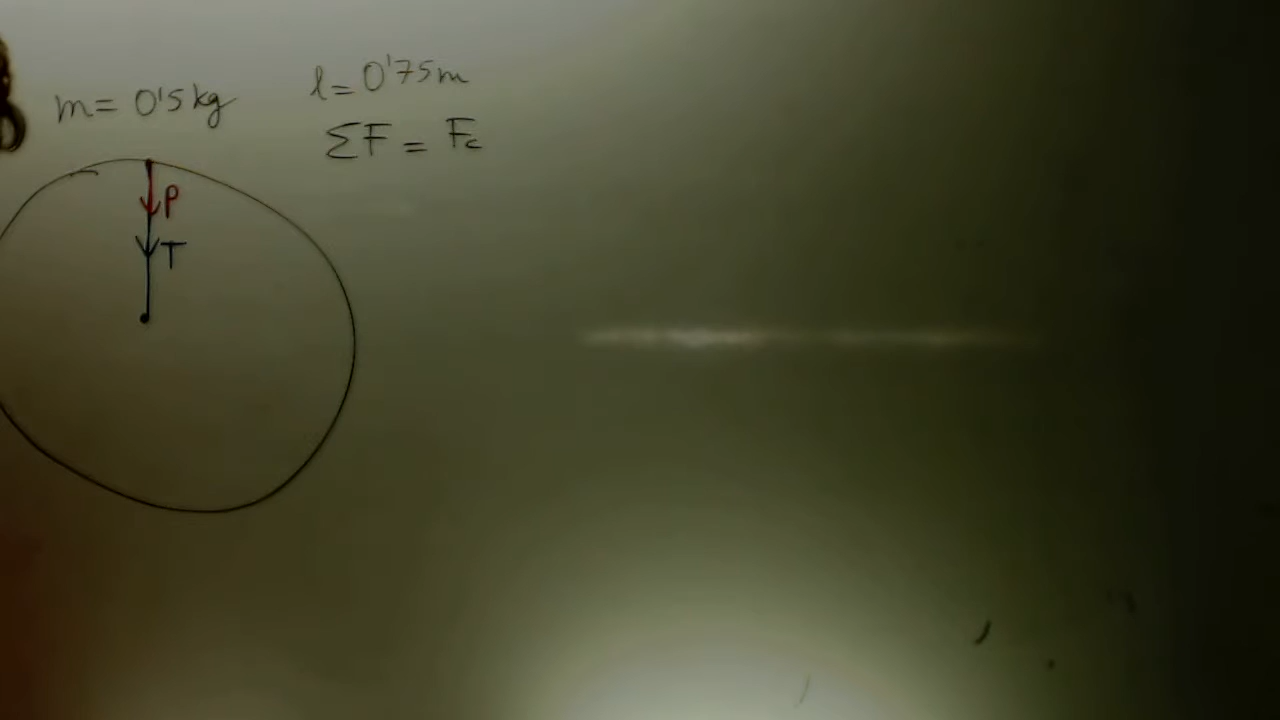 m = 0'5 kg
l = 0'75 m
ΣF = Fc
P
T